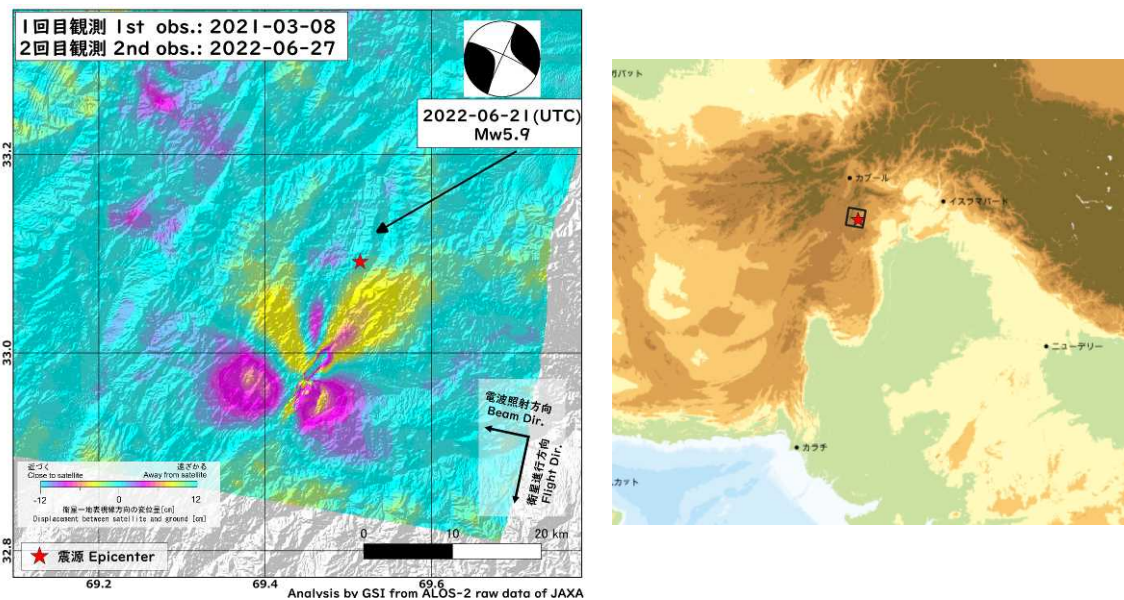 1回目観測 1st obs.: 2021-03-08
2回目観測 2nd obs.: 2022-06-27
2022-06-21(UTC)
Mw5.9
33.2
33.0
32.8
69.2
69.4
69.6
電波照射方向
Beam Dir.
衛星進行方向
Flight Dir.
近づく 遠ざかる
Close to satellite Away from satellite
-12 0 12
衛星−地表視線方向の変位量[cm]
Displacement between satellite and ground [cm]
0 10 20 km
震源 Epicenter
Analysis by GSI from ALOS-2 raw data of JAXA
カブール
イスラマバード
ニューデリー
カラチ